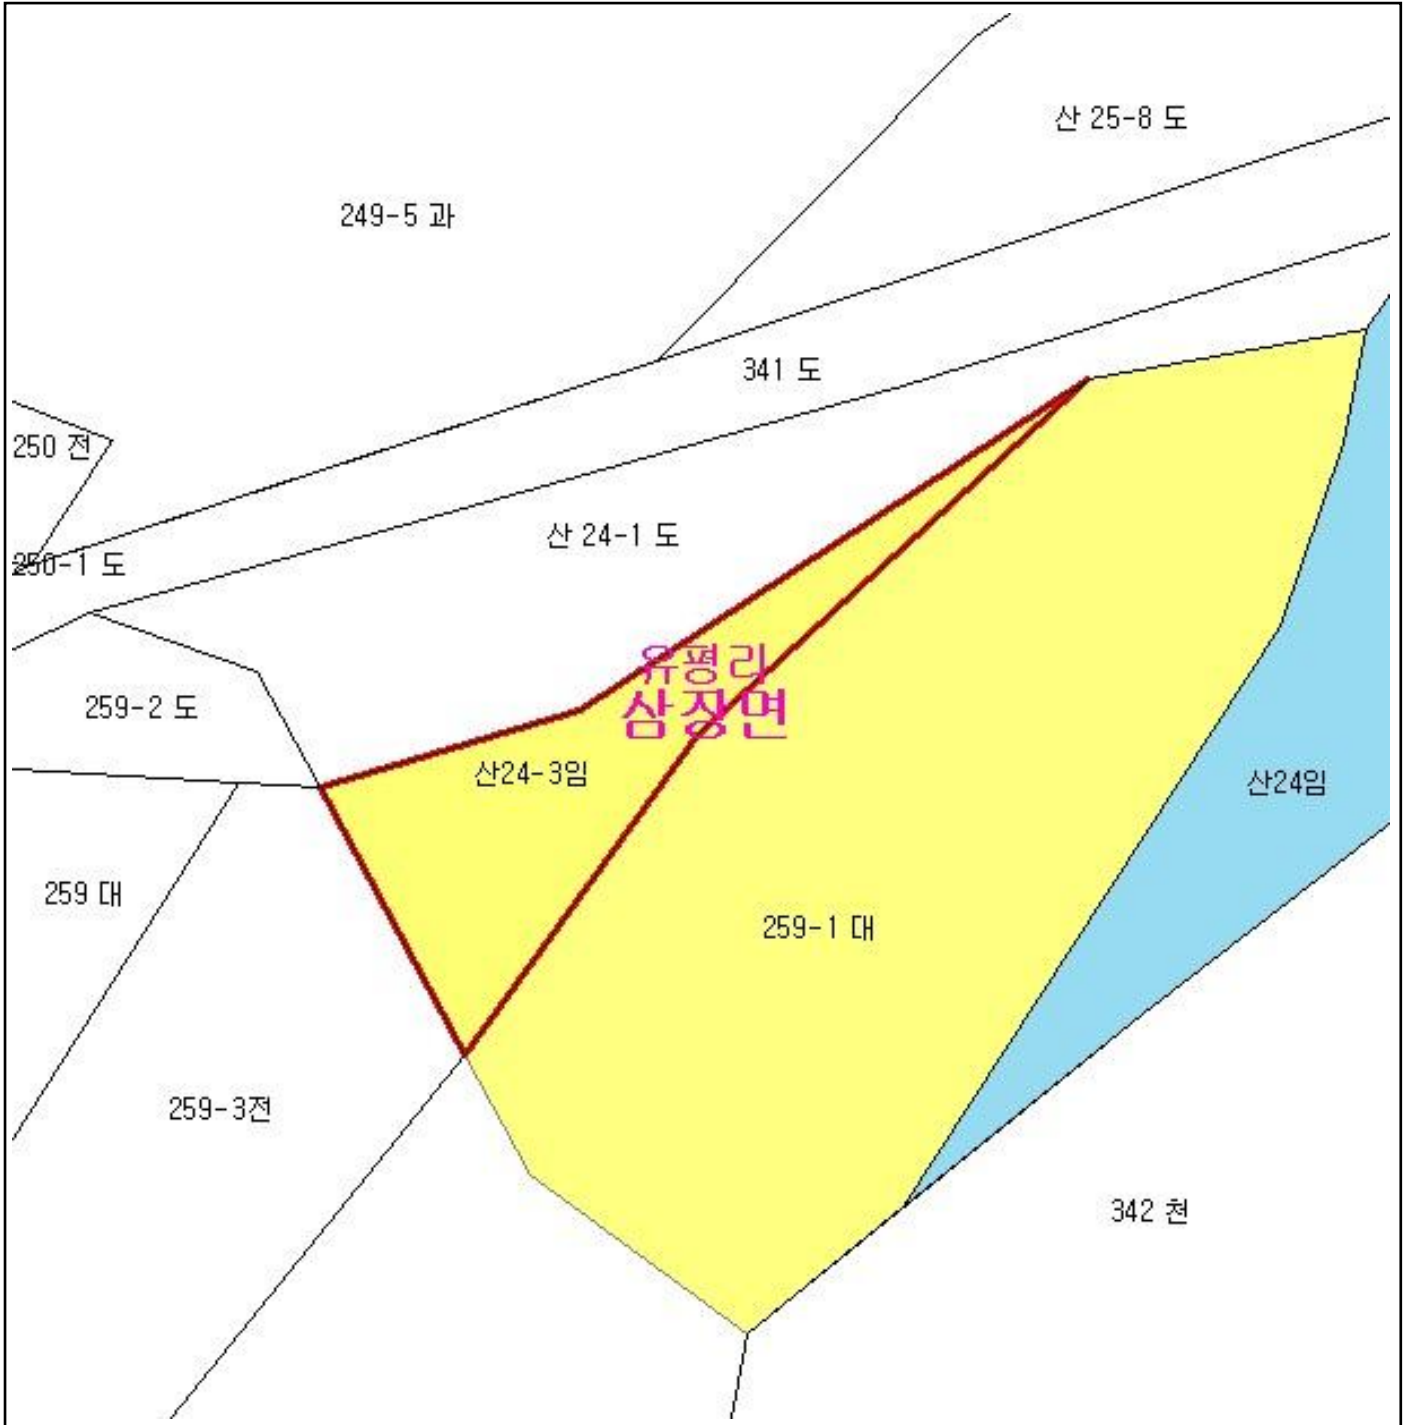 산 25-8 도
249-5 과
341 도
250 전
산 24-1 도
250-1 도
유평리
259-2 도
삼장면
산24-3임
산24임
259 대
259-1 대
259-3전
342 천